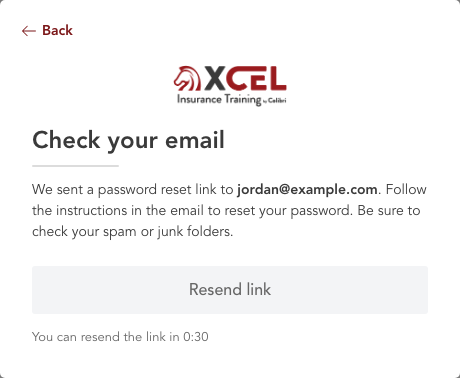 ← Back
XCEL
Insurance Training by Colibri
Check your email
We sent a password reset link to jordan@example.com. Follow
the instructions in the email to reset your password. Be sure to
check your spam or junk folders.
Resend link
You can resend the link in 0:30